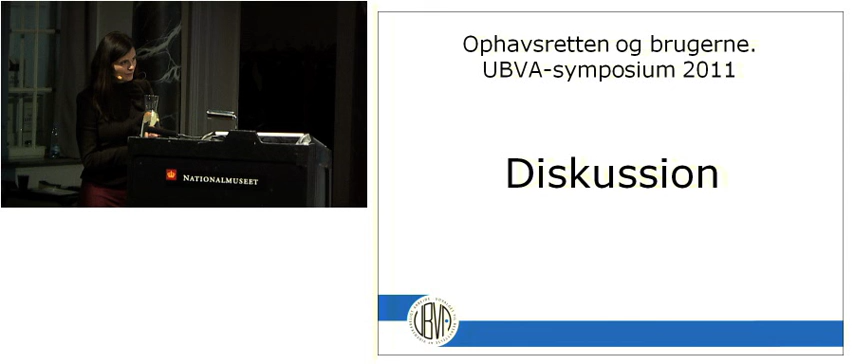 NATIONALMUSEET
Ophavsretten og brugerne.
UBVA-symposium 2011
Diskussion
UBVA